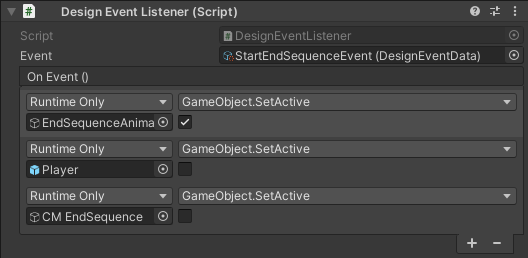 Design Event Listener (Script)
Script DesignEventListener
Event StartEndSequenceEvent (DesignEventData)
On Event ()
Runtime Only GameObject.SetActive
EndSequenceAnima
Runtime Only GameObject.SetActive
Player
Runtime Only GameObject.SetActive
CM EndSequence